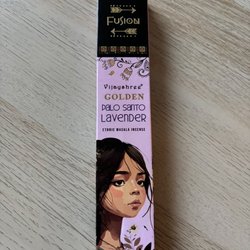 FUSION
Vijayshree®
GOLDEN
PALO SANTO
LAVENDER
ETHNIC MASALA INCENSE